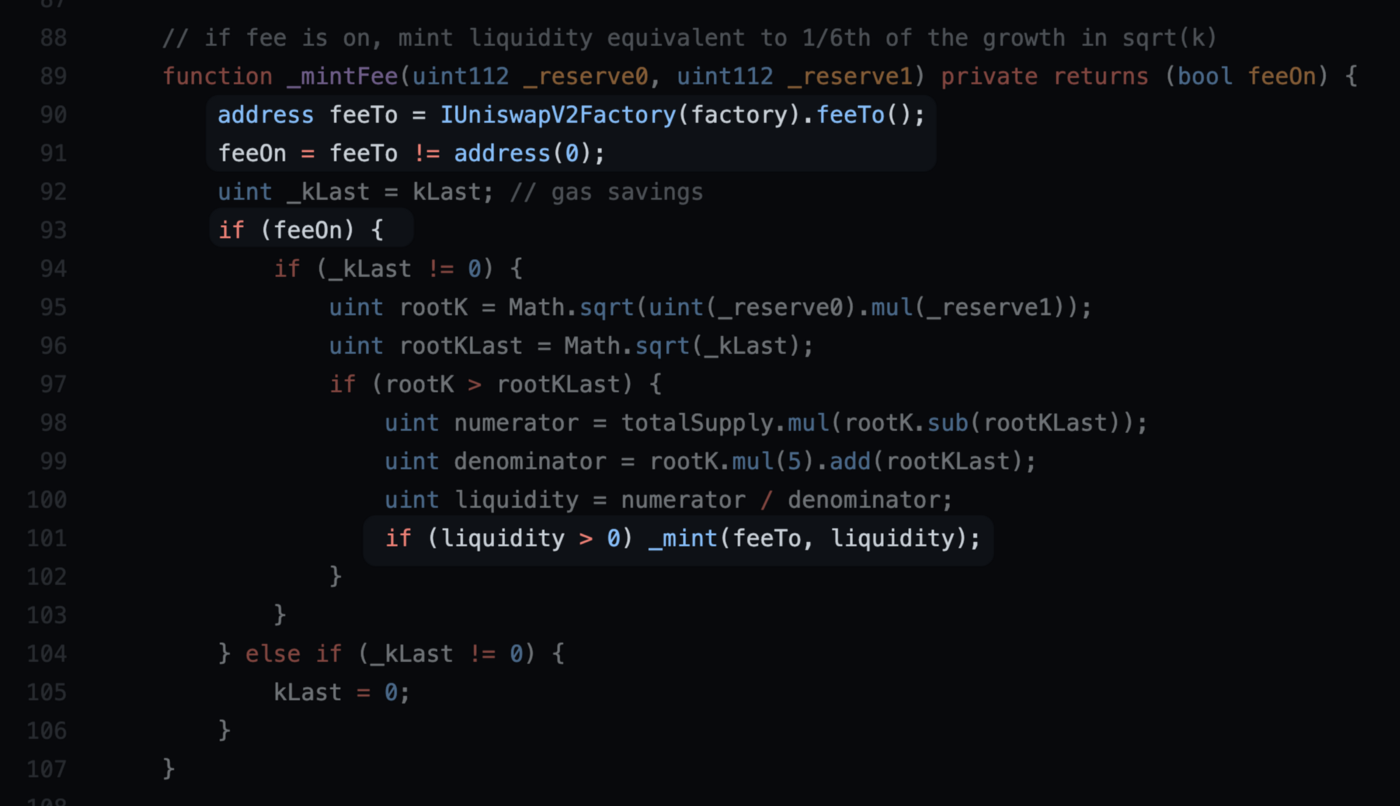 88 // if fee is on, mint liquidity equivalent to 1/6th of the growth in sqrt(k)
89 function _mintFee(uint112 _reserve0, uint112 _reserve1) private returns (bool feeOn) {
90 address feeTo = IUniswapV2Factory(factory).feeTo();
91 feeOn = feeTo != address(0);
92 uint _kLast = kLast; // gas savings
93 if (feeOn) {
94 if (_kLast != 0) {
95 uint rootK = Math.sqrt(uint(_reserve0).mul(_reserve1));
96 uint rootKLast = Math.sqrt(_kLast);
97 if (rootK > rootKLast) {
98 uint numerator = totalSupply.mul(rootK.sub(rootKLast));
99 uint denominator = rootK.mul(5).add(rootKLast);
100 uint liquidity = numerator / denominator;
101 if (liquidity > 0) _mint(feeTo, liquidity);
102 }
103 }
104 } else if (_kLast != 0) {
105 kLast = 0;
106 }
107 }